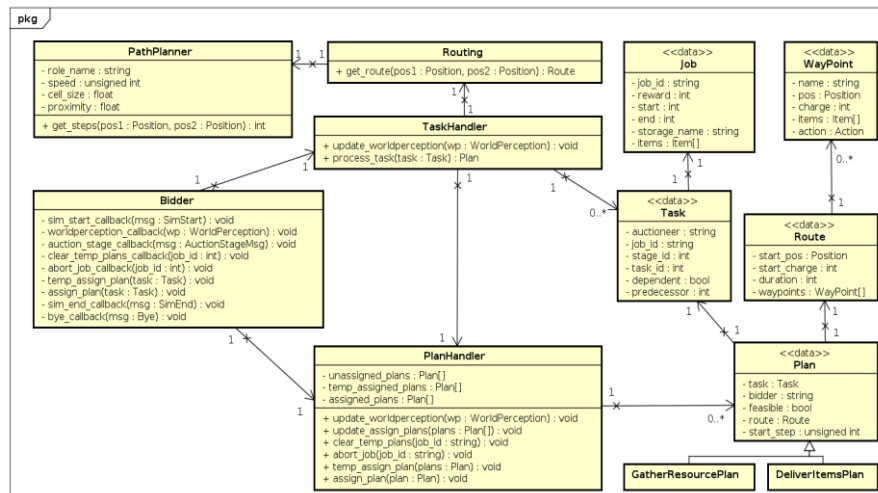 pkg
PathPlanner
- role_name : string
- speed : unsigned int
- cell_size : float
- proximity : float
+ get_steps(pos1 : Position, pos2 : Position) : int
1
1
Routing
+ get_route(pos1 : Position, pos2 : Position) : Route
1
1
TaskHandler
+ update_worldperception(wp : WorldPerception) : void
+ process_task(task : Task) : Plan
1
1
1
0..*
1
1
Bidder
- sim_start_callback(msg : SimStart) : void
- worldperception_callback(wp : WorldPerception) : void
- auction_stage_callback(msg : AuctionStageMsg) : void
- clear_temp_plans_callback(job_id : int) : void
- abort_job_callback(job_id : int) : void
- temp_assign_plan(task : Task) : void
- assign_plan(task : Task) : void
- sim_end_callback(msg : SimEnd) : void
- bye_callback(msg : Bye) : void
1
1
PlanHandler
- unassigned_plans : Plan[]
- temp_assigned_plans : Plan[]
- assigned_plans : Plan[]
+ update_worldperception(wp : WorldPerception) : void
+ update_assign_plans(plans : Plan[]) : void
+ clear_temp_plans(job_id : string) : void
+ abort_job(job_id : string) : void
+ temp_assign_plan(plans : Plan) : void
+ assign_plan(plan : Plan) : void
1
0..*
<<data>>
Job
- job_id : string
- reward : int
- start : int
- end : int
- storage_name : string
- items : Item[]
1
1
<<data>>
Task
- auctioneer : string
- job_id : string
- stage_id : int
- task_id : int
- dependent : bool
- predecessor : int
1
1
<<data>>
WayPoint
- name : string
- pos : Position
- charge : int
- items : Item[]
- action : Action
0..*
1
<<data>>
Route
- start_pos : Position
- start_charge : int
- duration : int
- waypoints : WayPoint[]
1
1
<<data>>
Plan
- task : Task
- bidder : string
- feasible : bool
- route : Route
- start_step : unsigned int
GatherResourcePlan
DeliverItemsPlan